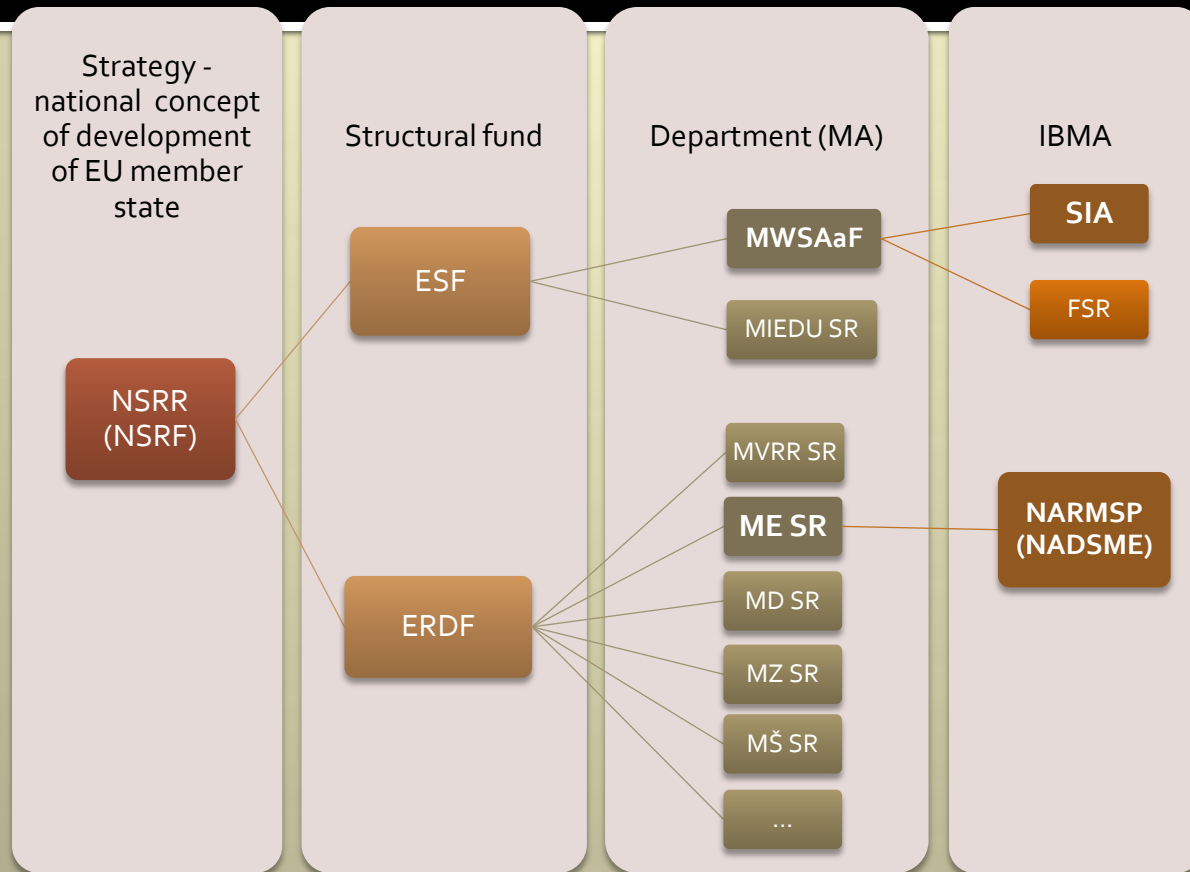 Strategy -
national concept
of development
of EU member
state
Structural fund
Department (MA)
IBMA
NSRR
(NSRF)
ESF
ERDF
MWSAaF
MIEDU SR
MVRR SR
ME SR
MD SR
MZ SR
MŠ SR
...
SIA
FSR
NARMSP
(NADSME)